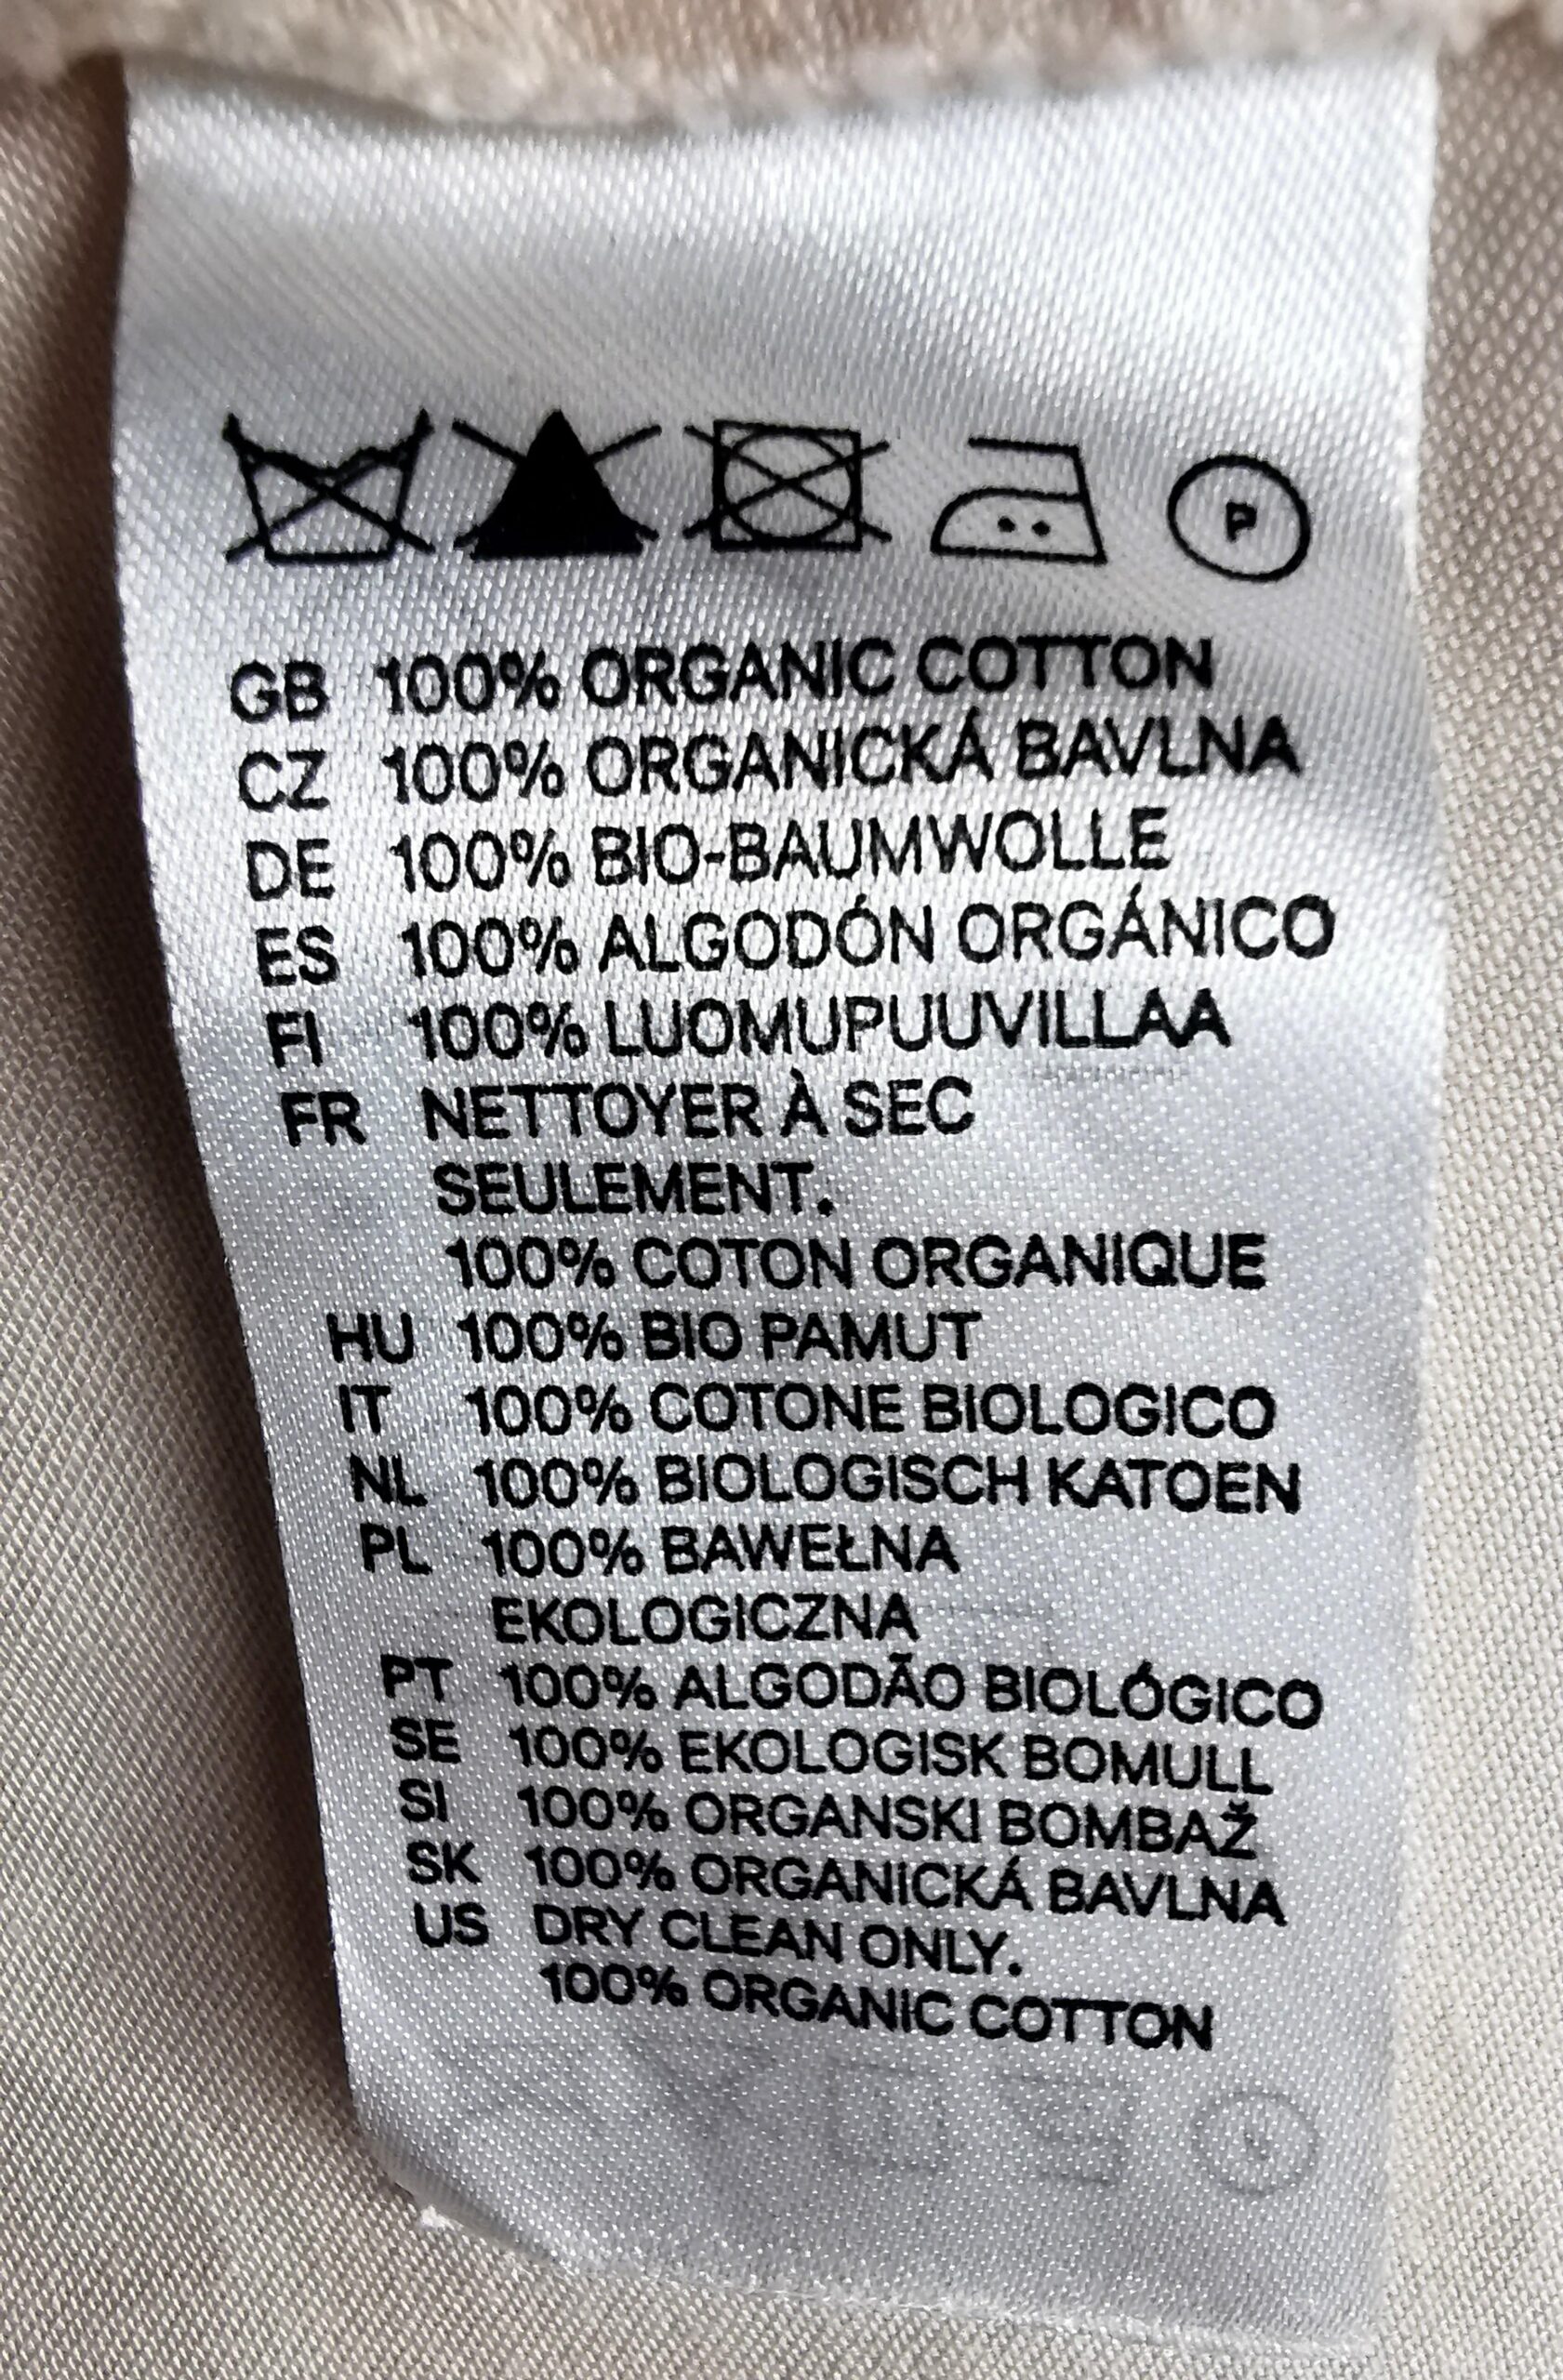 P
GB 100% ORGANIC COTTON
CZ 100% ORGANICKÁ BAVLNA
DE 100% BIO-BAUMWOLLE
ES 100% ALGODÓN ORGÁNICO
FI 100% LUOMUPUUVILLAA
FR NETTOYER À SEC
SEULEMENT.
100% COTON ORGANIQUE
HU 100% BIO PAMUT
IT 100% COTONE BIOLOGICO
NL 100% BIOLOGISCH KATOEN
PL 100% BAWEŁNA
EKOLOGICZNA
PT 100% ALGODÃO BIOLÓGICO
SE 100% EKOLOGISK BOMULL
SI 100% ORGANSKI BOMBAŽ
SK 100% ORGANICKÁ BAVLNA
US DRY CLEAN ONLY.
100% ORGANIC COTTON